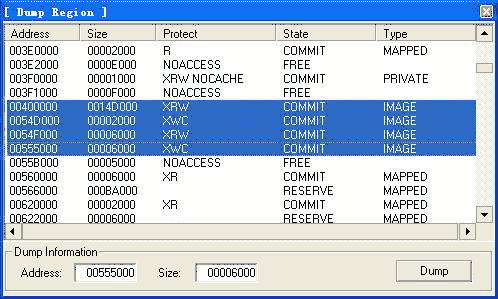 [ Dump Region ]
Address Size Protect State Type
003E0000 00002000 R COMMIT MAPPED
003E2000 0000E000 NOACCESS FREE
003F0000 00001000 XRW NOCACHE COMMIT PRIVATE
003F1000 0000F000 NOACCESS FREE
00400000 0014D000 XRW COMMIT IMAGE
0054D000 00002000 XWC COMMIT IMAGE
0054F000 00006000 XRW COMMIT IMAGE
00555000 00006000 XWC COMMIT IMAGE
0055B000 00005000 NOACCESS FREE
00560000 00006000 XR COMMIT MAPPED
00566000 000BA000 RESERVE MAPPED
00620000 00002000 XR COMMIT MAPPED
00622000 00006000 RESERVE MAPPED
Dump Information
Address: 00555000 Size: 00006000 Dump